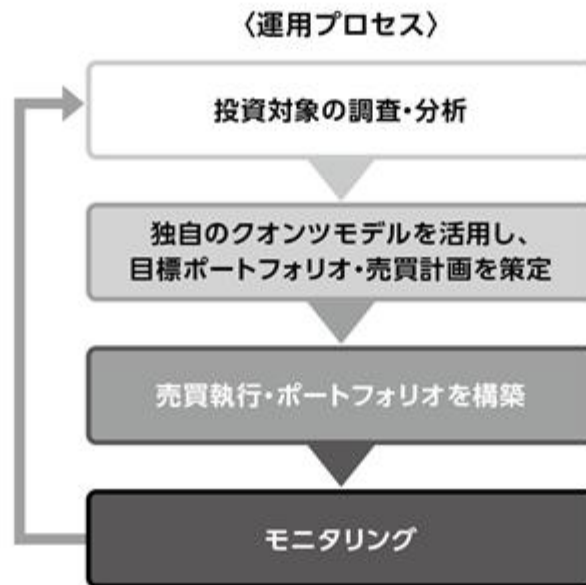 〈運用プロセス〉
投資対象の調査・分析
独自のクオンツモデルを活用し、
目標ポートフォリオ・売買計画を策定
売買執行・ポートフォリオを構築
モニタリング